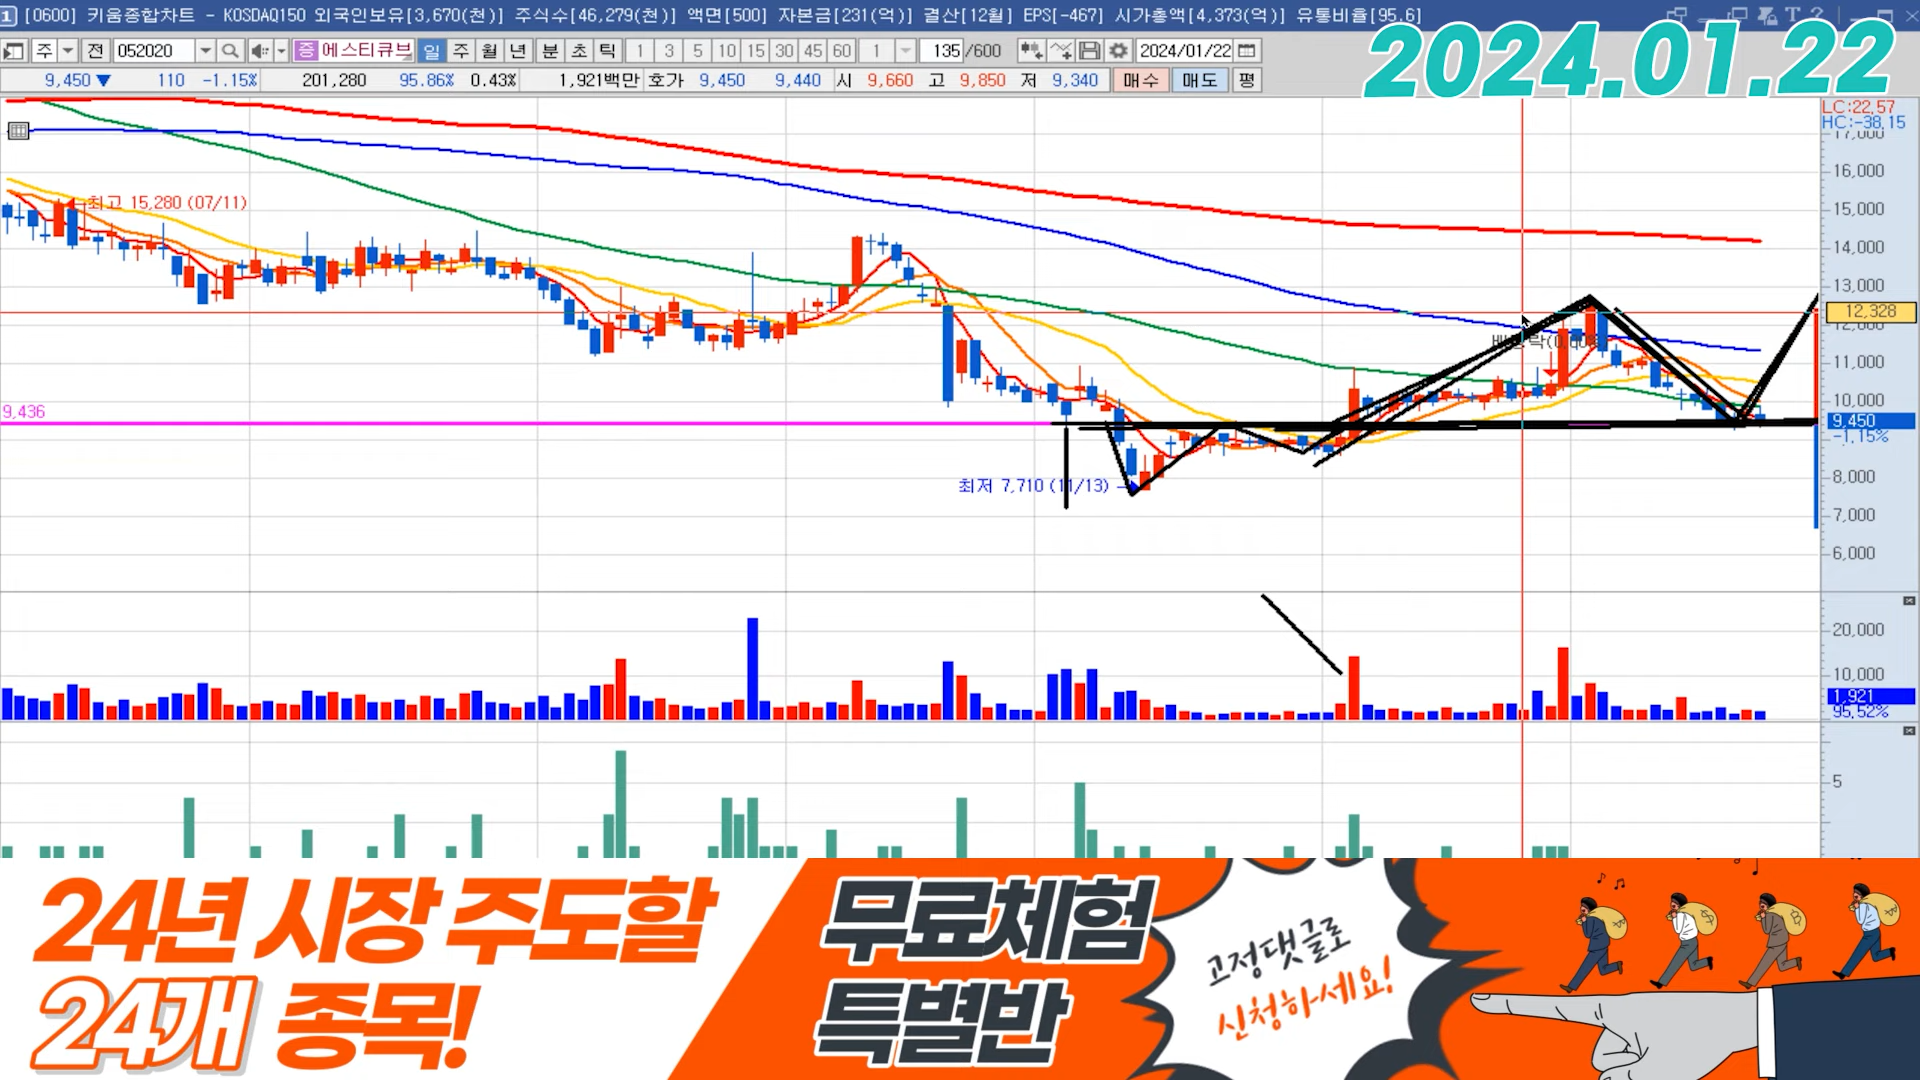 1 [0600] 키움종합차트 - KOSDAQ150 외국인보유[3,670(천)] 주식수[46,279(천)] 액면[500] 자본금[231(억)] 결산[12월] EPS[-467] 시가총액[4,373(억)] 유통비율[95.6]
주 전 052020 증 에스티큐브 일 주 월 년 분 초 틱 1 3 5 10 15 30 45 60 1 135 /600 2024/01/22
2024.01.22
9,450 ▼ 110 -1.15% 201,280 95.86% 0.43% 1,921백만 호가 9,450 9,440 시 9,660 고 9,850 저 9,340 매수 매도 평
LC:22.57
HC:-38.15
17,000
16,000
최고 15,280 (07/11)
15,000
14,000
13,000
12,328
12,000
11,000
10,000
9,436
9,450
-1.15%
8,000
최저 7,710 (11/13)
7,000
6,000
20,000
10,000
1,921
95.52%
5
24년 시장 주도할
24개 종목!
무료체험
특별반
고정댓글로
신청하세요!